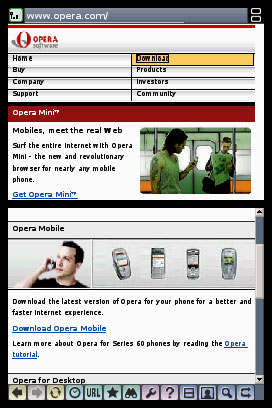 www.opera.com/
OPERA
software
Home Download
Buy Products
Company Investors
Support Community
Opera Mini™
Mobiles, meet the real Web
Surf the entire Internet with Opera
Mini - the new and revolutionary
browser for nearly any mobile
phone.
Get Opera Mini™
Opera Mobile
Download the latest version of Opera for your phone for a better and
faster Internet experience.
Download Opera Mobile
Learn more about Opera for Series 60 phones by reading the Opera
tutorial.
Opera for Desktop
URL